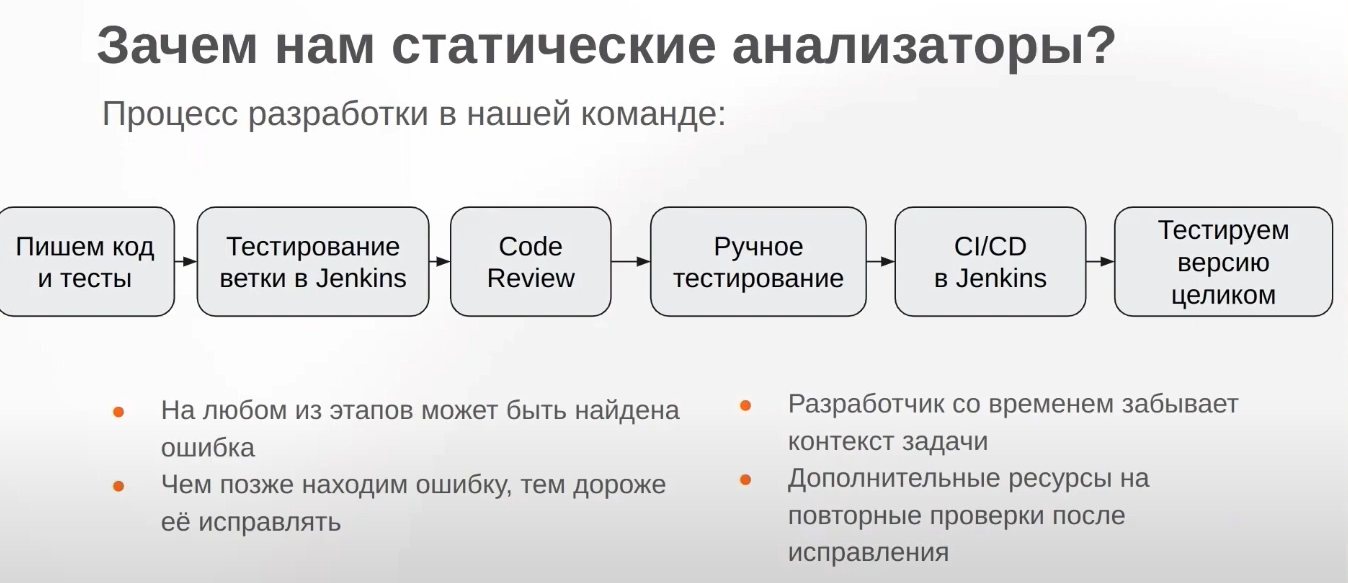 Зачем нам статические анализаторы?
Процесс разработки в нашей команде:
Пишем код
и тесты
Тестирование
ветки в Jenkins
Code
Review
Ручное
тестирование
CI/CD
в Jenkins
Тестируем
версию
целиком
На любом из этапов может быть найдена
ошибка
Чем позже находим ошибку, тем дороже
её исправлять
Разработчик со временем забывает
контекст задачи
Дополнительные ресурсы на
повторные проверки после
исправления